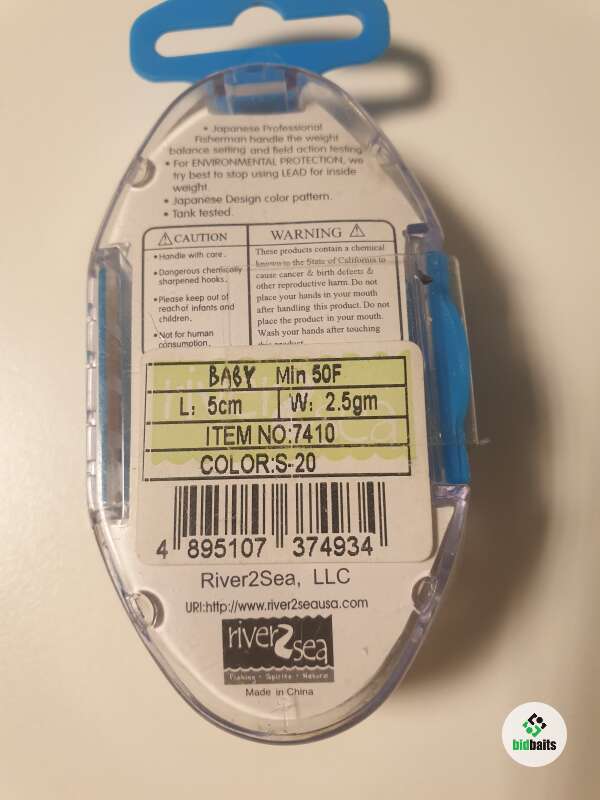 • Japanese Professional
Fisherman handle the weight
balance setting and field action testing
• For ENVIRONMENTAL PROTECTION, we
try best to stop using LEAD for inside
weight.
• Japanese Design color pattern.
• Tank tested.
⚠CAUTION
• Handle with care.
• Dangerous chemically
sharpened hooks.
• Please keep out of
reach of infants and
children.
• Not for human
consumption.
WARNING ⚠
These products contain a chemical
known to the State of California to
cause cancer & birth defects &
other reproductive harm. Do not
place your hands in your mouth
after handling this product. Do not
place the product in your mouth.
Wash your hands after touching
this product.
BABY Min 50F
L: 5cm W: 2.5gm
ITEM NO:7410
COLOR:S-20
4 895107 374934
River2Sea, LLC
URl:http://www.river2seausa.com
river2sea
Fishing • Spirits • Natural
Made in China
bidbaits